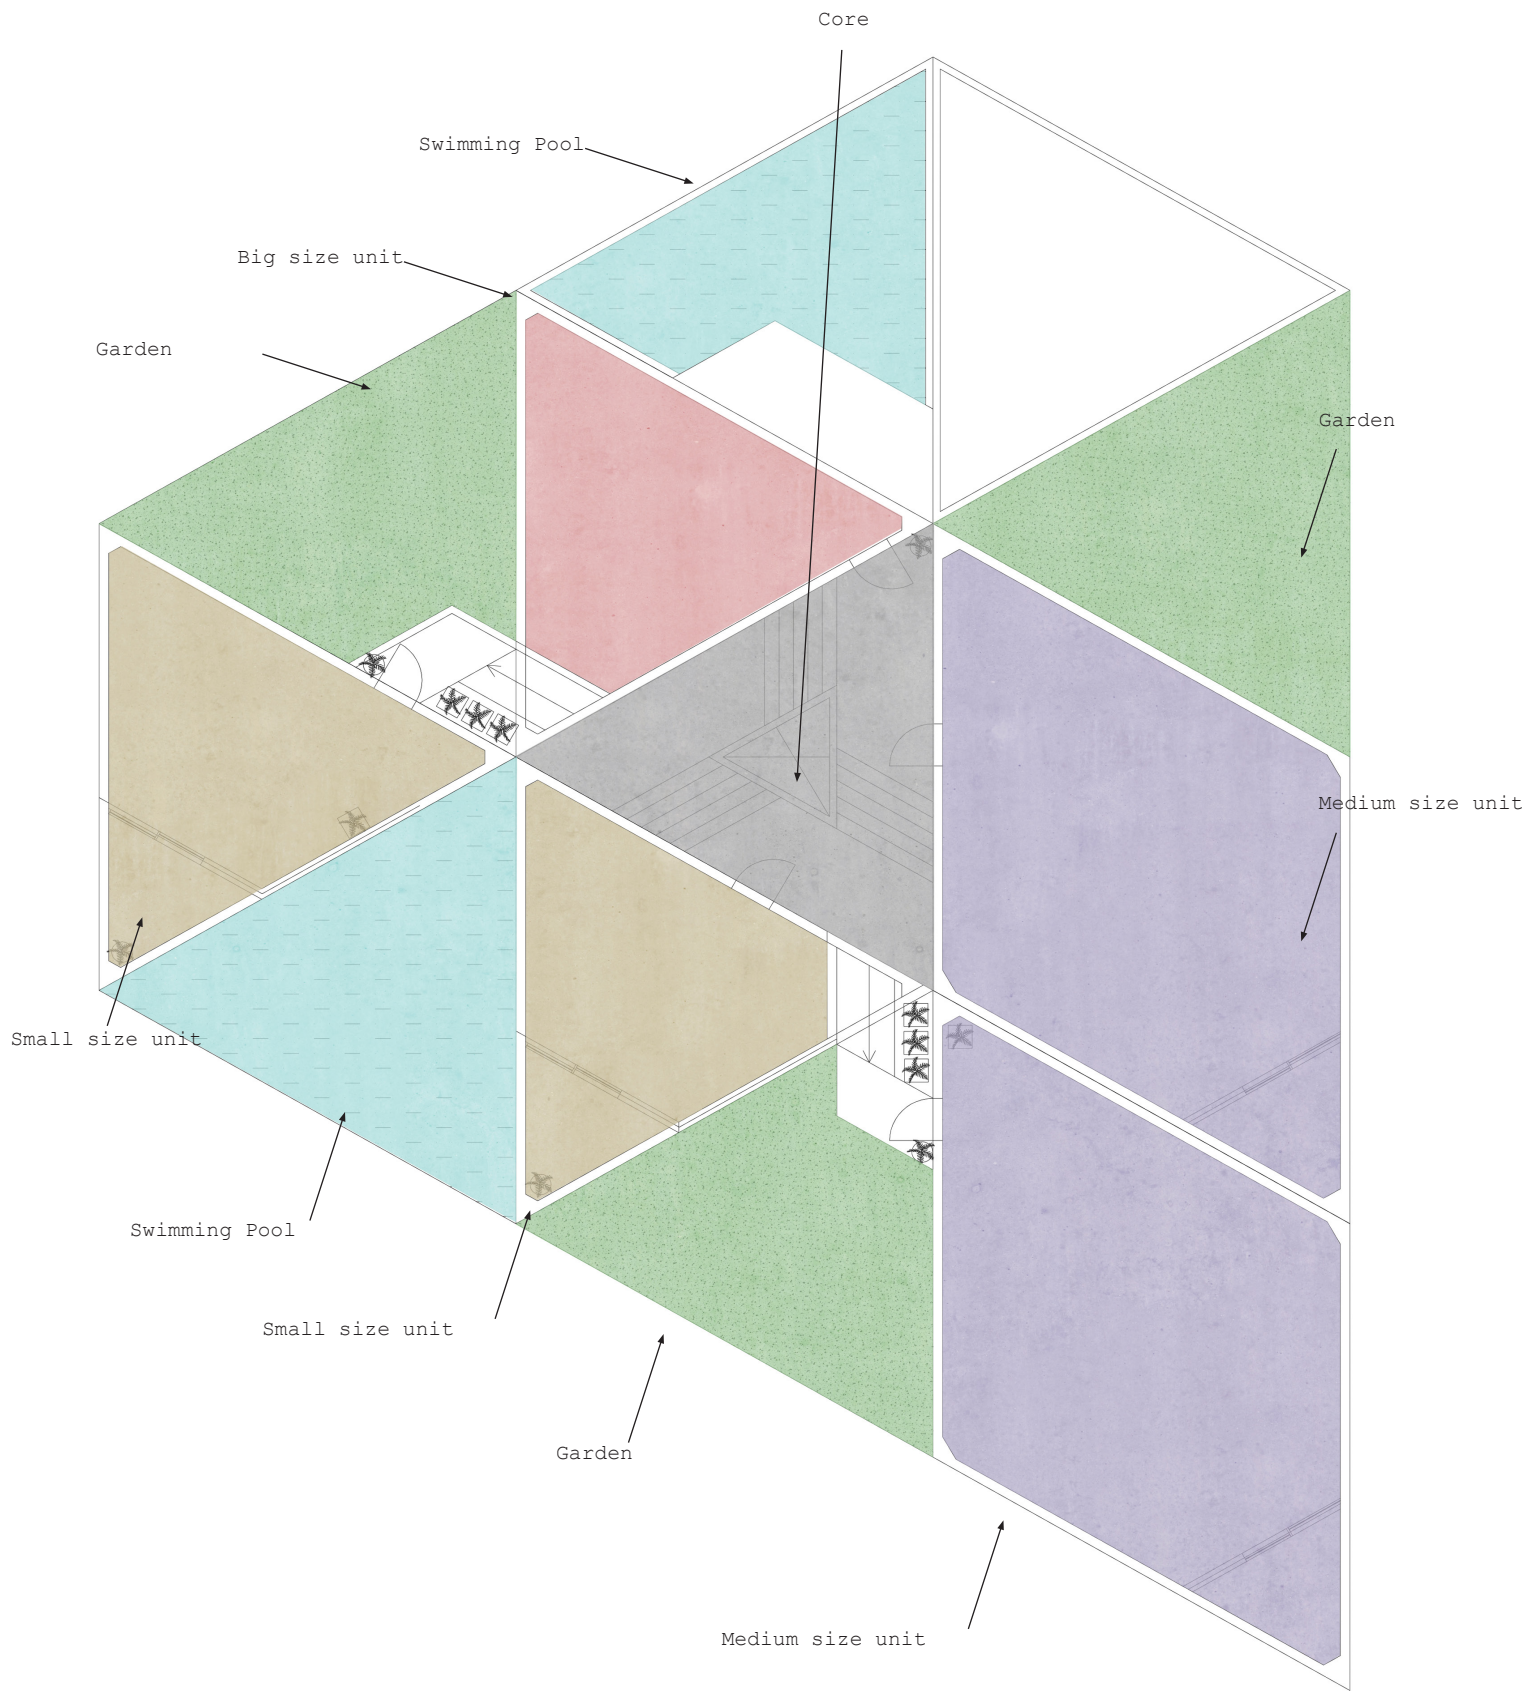 Core
Swimming Pool
Big size unit
Garden
Garden
Medium size unit
Small size unit
Swimming Pool
Small size unit
Garden
Medium size unit